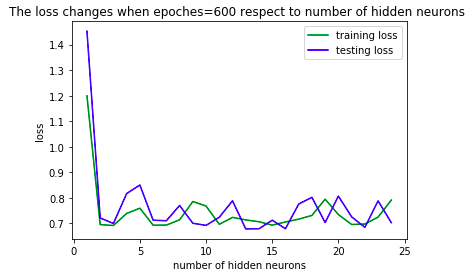 The loss changes when epoches=600 respect to number of hidden neurons
training loss
testing loss
loss
1.4
1.3
1.2
1.1
1.0
0.9
0.8
0.7
0
5
10
15
20
25
number of hidden neurons